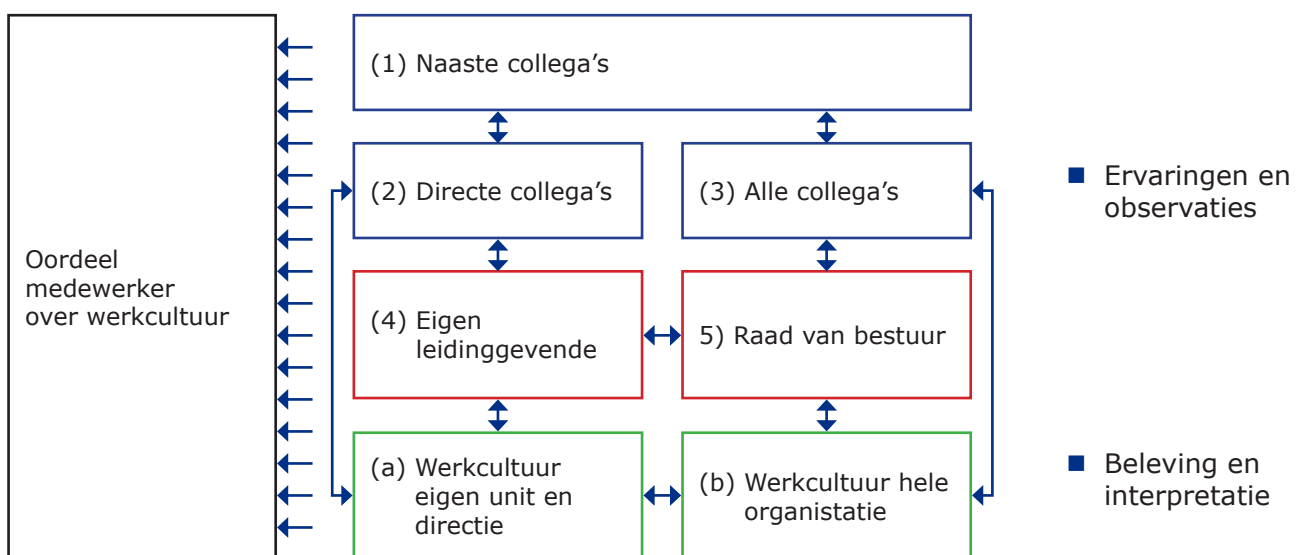 (1) Naaste collega’s
(2) Directe collega’s
(3) Alle collega’s
■ Ervaringen en
observaties
Oordeel
medewerker
over werkcultuur
(4) Eigen
leidinggevende
5) Raad van bestuur
(a) Werkcultuur
eigen unit en
directie
(b) Werkcultuur hele
organistatie
■ Beleving en
interpretatie